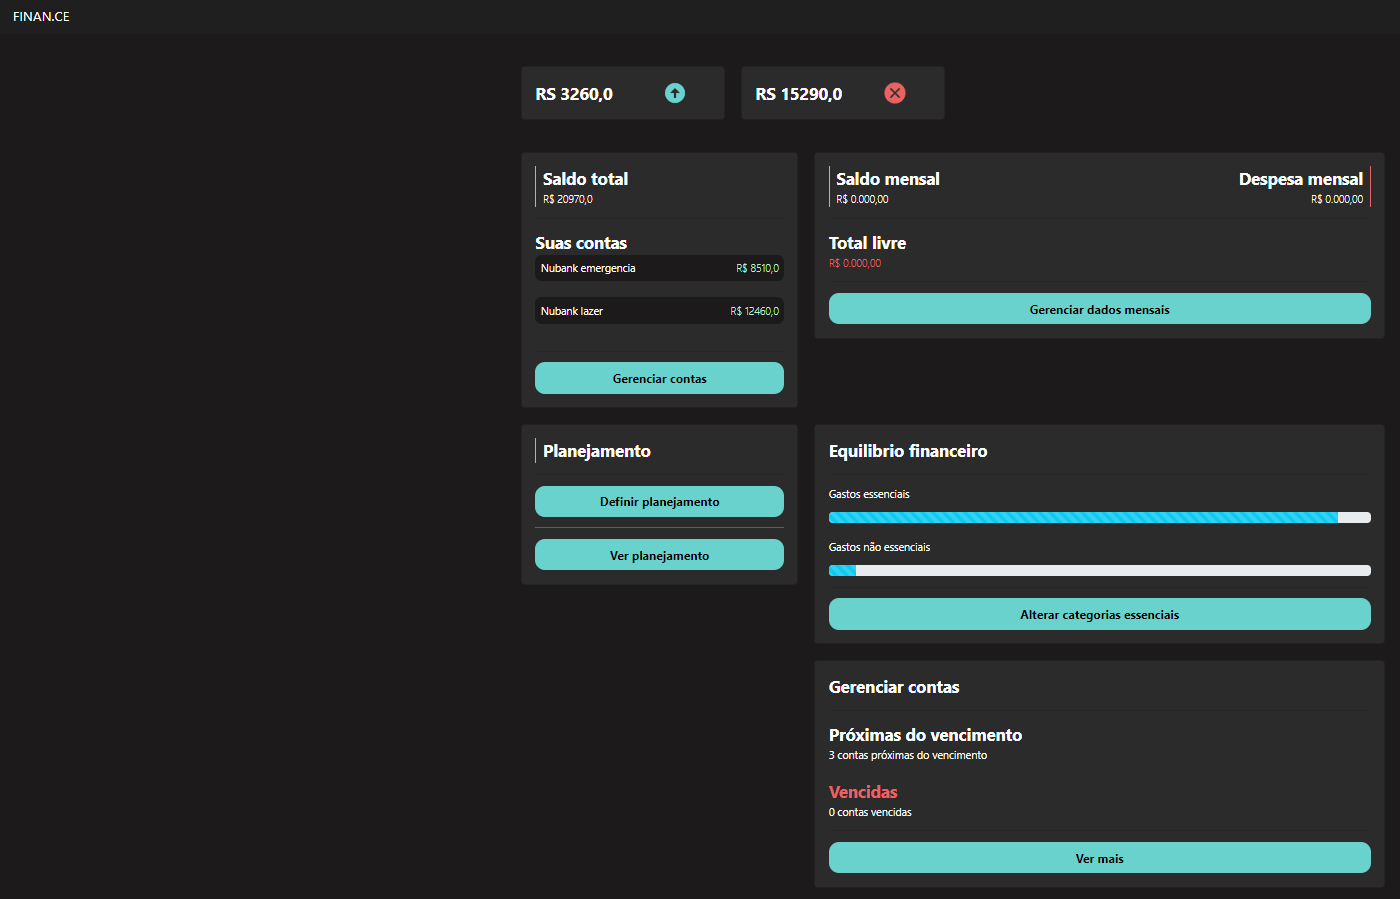 FINAN.CE
RS 3260,0
RS 15290,0
Saldo total
R$ 20970,0
Suas contas
Nubank emergencia R$ 8510,0
Nubank lazer R$ 12460,0
Gerenciar contas
Saldo mensal
R$ 0.000,00
Despesa mensal
R$ 0.000,00
Total livre
R$ 0.000,00
Gerenciar dados mensais
Planejamento
Definir planejamento
Ver planejamento
Equilibrio financeiro
Gastos essenciais
Gastos não essenciais
Alterar categorias essenciais
Gerenciar contas
Próximas do vencimento
3 contas próximas do vencimento
Vencidas
0 contas vencidas
Ver mais